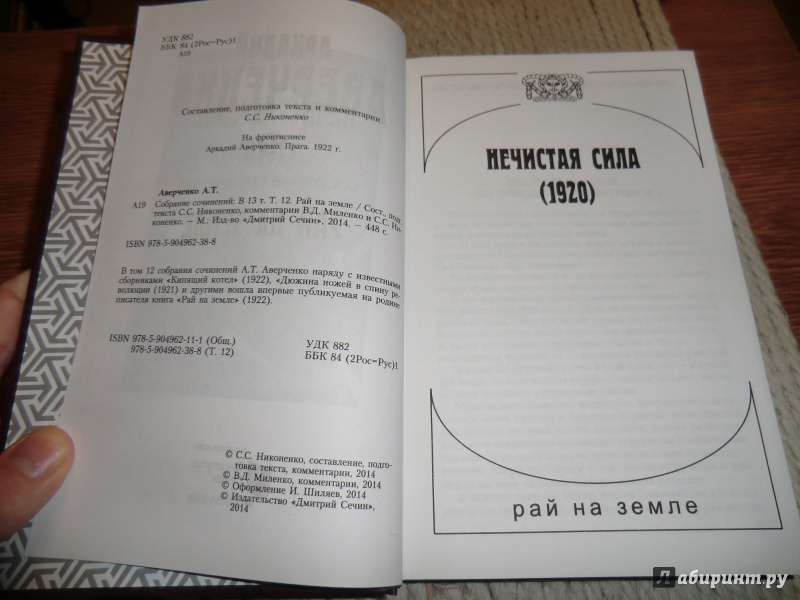 УДК 882
ББК 84 (2Рос=Рус)1
А19
Составление, подготовка текста и комментарии
С.С. Никоненко
На фронтисписе
Аркадий Аверченко. Прага. 1922 г.
Аверченко А.Т.
А19 Собрание сочинений: В 13 т. Т. 12. Рай на земле / Сост., подг.
текста С.С. Никоненко, комментарии В.Д. Миленко и С.С. Ни-
коненко. — М.: Изд-во «Дмитрий Сечин», 2014. — 448 с.
ISBN 978-5-904962-38-8
В том 12 собрания сочинений А.Т. Аверченко наряду с известными
сборниками «Кипящий котел» (1922), «Дюжина ножей в спину ре-
волюции (1921) и другими вошла впервые публикуемая на родине
писателя книга «Рай на земле» (1922).
ISBN 978-5-904962-11-1 (Общ.)
978-5-904962-38-8 (Т. 12)
УДК 882
ББК 84 (2Рос=Рус)1
© С.С. Никоненко, составление, подго-
товка текста, комментарии, 2014
© В.Д. Миленко, комментарии, 2014
© Оформление И. Шиляев, 2014
© Издательство «Дмитрий Сечин»,
2014
НЕЧИСТАЯ СИЛА
(1920)
рай на земле
Лабиринт.ру